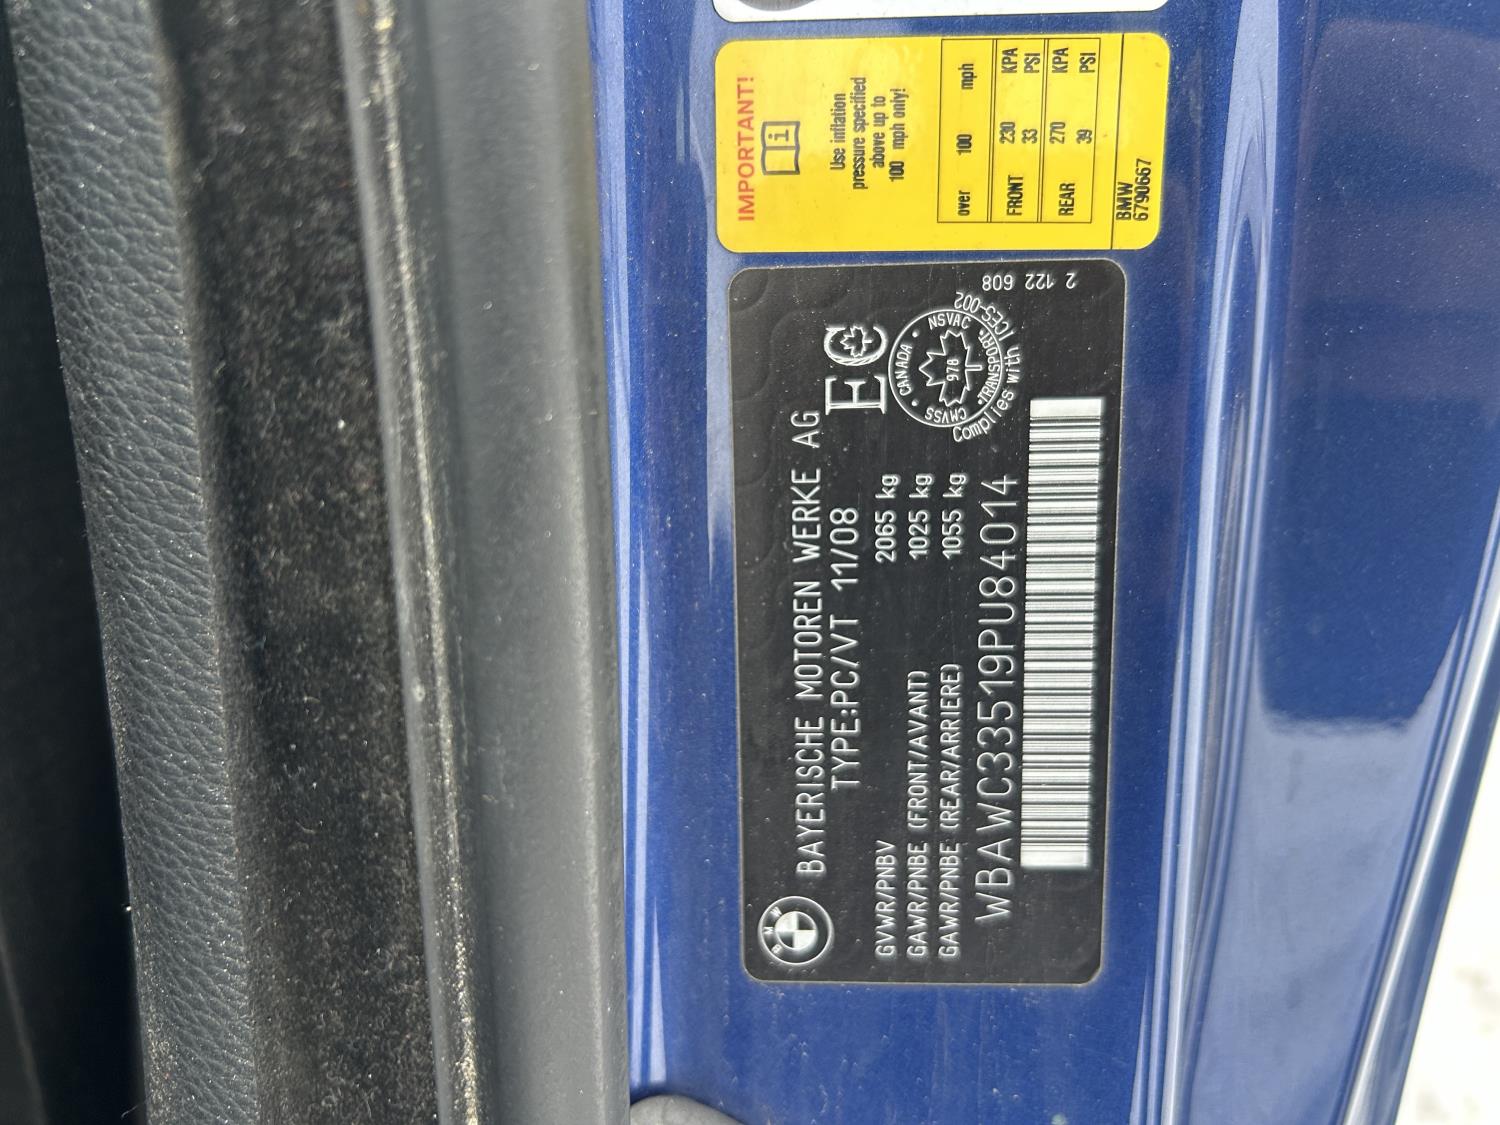 BMW
BAYERISCHE MOTOREN WERKE AG
TYPE:PC/VT 11/08
GVWR/PNBV 2065 kg
GAWR/PNBE (FRONT/AVANT) 1025 kg
GAWR/PNBE (REAR/ARRIERE) 1055 kg
WBAWC33519PU84014
EC
CANADA • NSVAC • TRANSPORT • CMVSS
978
Complies with ICES-002
2 122 608
IMPORTANT!
i
Use inflation
pressure specified
above up to
100 mph only!
over 100 mph
FRONT 230 KPA
33 PSI
REAR 270 KPA
39 PSI
BMW
6790667